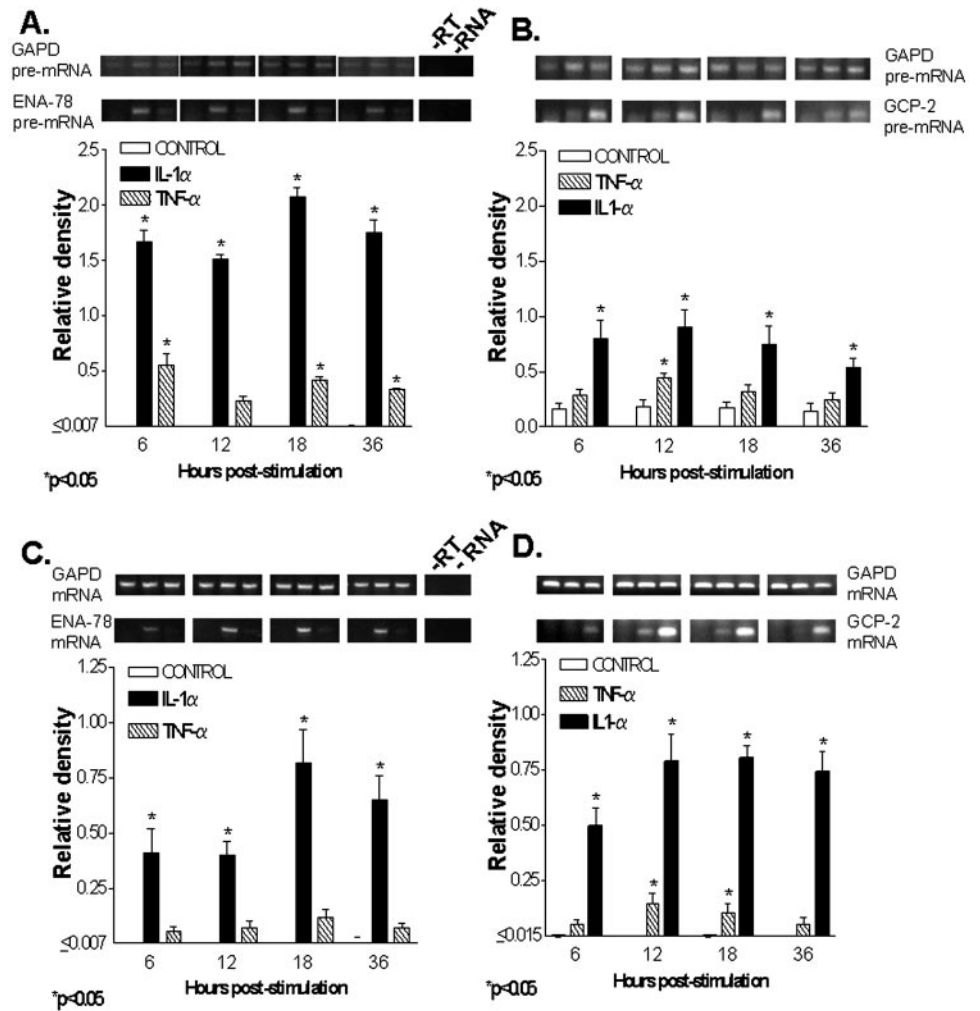 A.
-RT
-RNA
GAPD
pre-mRNA
ENA-78
pre-mRNA
CONTROL
IL-1α
TNF-α
Relative density
2.5
2.0
1.5
1.0
0.5
≤0.007
* * * *
* * *
6 12 18 36
Hours post-stimulation
*p<0.05
B.
GAPD
pre-mRNA
GCP-2
pre-mRNA
CONTROL
TNF-α
IL1-α
Relative density
2.5
2.0
1.5
1.0
0.5
0.0
* * * *
*
6 12 18 36
Hours post-stimulation
*p<0.05
C.
-RT
- RNA
GAPD
mRNA
ENA-78
mRNA
CONTROL
IL-1α
TNF-α
Relative density
1.25
1.00
0.75
0.50
0.25
≤0.007
* * * *
6 12 18 36
Hours post-stimulation
*p<0.05
D.
GAPD
mRNA
GCP-2
mRNA
CONTROL
TNF-α
IL1-α
Relative density
1.25
1.00
0.75
0.50
0.25
≤0.015
* * * *
* *
6 12 18 36
Hours post-stimulation
*p<0.05